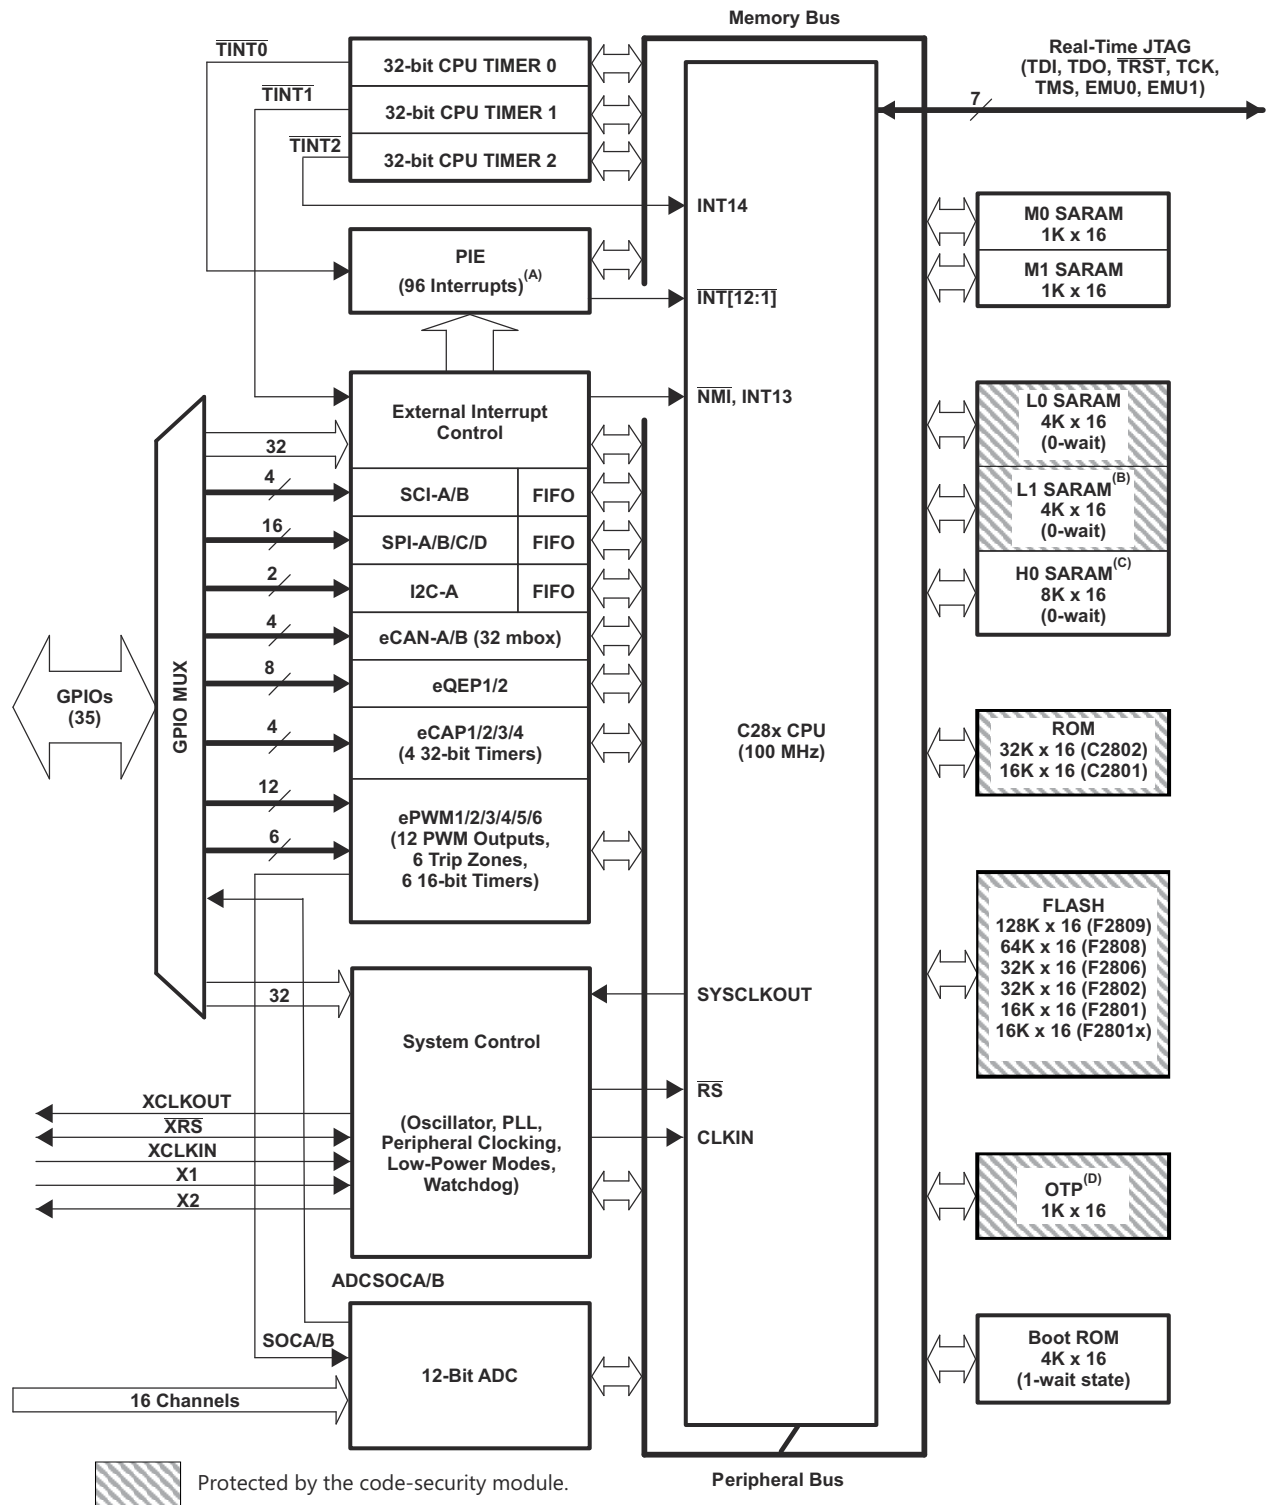 Memory Bus
TINT0
32-bit CPU TIMER 0
TINT1
32-bit CPU TIMER 1
TINT2
32-bit CPU TIMER 2
Real-Time JTAG
(TDI, TDO, TRST, TCK,
TMS, EMU0, EMU1)
7
INT14
PIE
(96 Interrupts)(A)
INT[12:1]
M0 SARAM
1K x 16
M1 SARAM
1K x 16
External Interrupt
Control
NMI, INT13
32
4
SCI-A/B
FIFO
16
SPI-A/B/C/D
FIFO
2
I2C-A
FIFO
4
eCAN-A/B (32 mbox)
8
eQEP1/2
4
eCAP1/2/3/4
(4 32-bit Timers)
12
6
ePWM1/2/3/4/5/6
(12 PWM Outputs,
6 Trip Zones,
6 16-bit Timers)
GPIOs
(35)
GPIO MUX
C28x CPU
(100 MHz)
L0 SARAM
4K x 16
(0-wait)
L1 SARAM(B)
4K x 16
(0-wait)
H0 SARAM(C)
8K x 16
(0-wait)
ROM
32K x 16 (C2802)
16K x 16 (C2801)
FLASH
128K x 16 (F2809)
64K x 16 (F2808)
32K x 16 (F2806)
32K x 16 (F2802)
16K x 16 (F2801)
16K x 16 (F2801x)
32
SYSCLKOUT
System Control
(Oscillator, PLL,
Peripheral Clocking,
Low-Power Modes,
Watchdog)
RS
CLKIN
XCLKOUT
XRS
XCLKIN
X1
X2
OTP(D)
1K x 16
ADCSOCA/B
SOCA/B
12-Bit ADC
16 Channels
Boot ROM
4K x 16
(1-wait state)
Peripheral Bus
Protected by the code-security module.